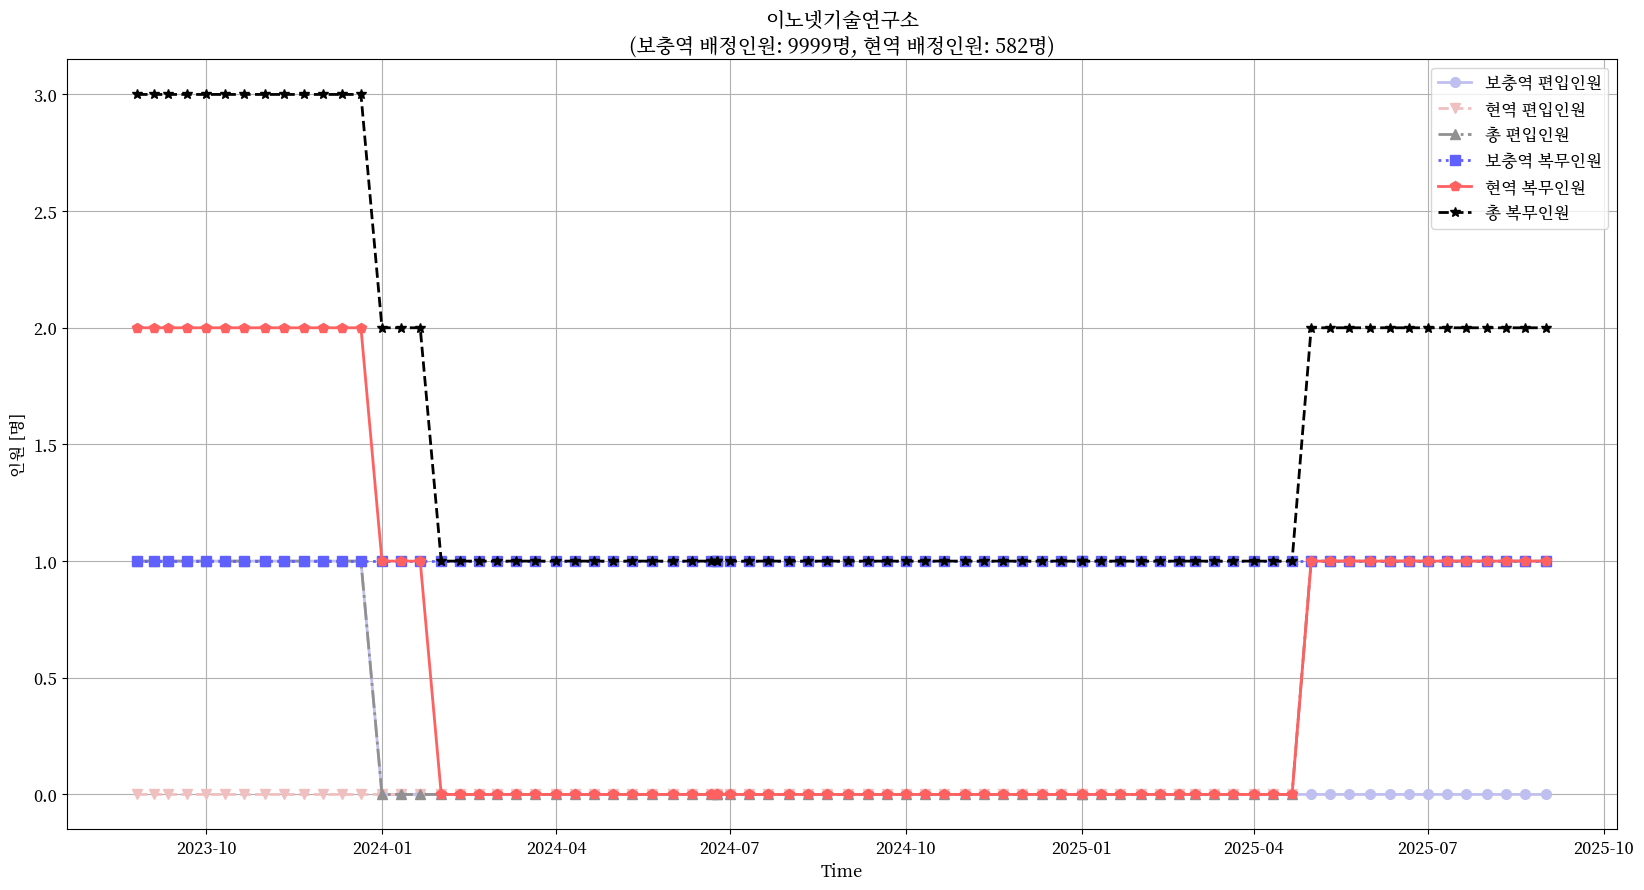 이노넷기술연구소
(보충역 배정인원: 9999명, 현역 배정인원: 582명)
보충역 편입인원
현역 편입인원
총 편입인원
보충역 복무인원
현역 복무인원
총 복무인원
인원 [명]
3.0
2.5
2.0
1.5
1.0
0.5
0.0
2023-10
2024-01
2024-04
2024-07
2024-10
2025-01
2025-04
2025-07
2025-10
Time